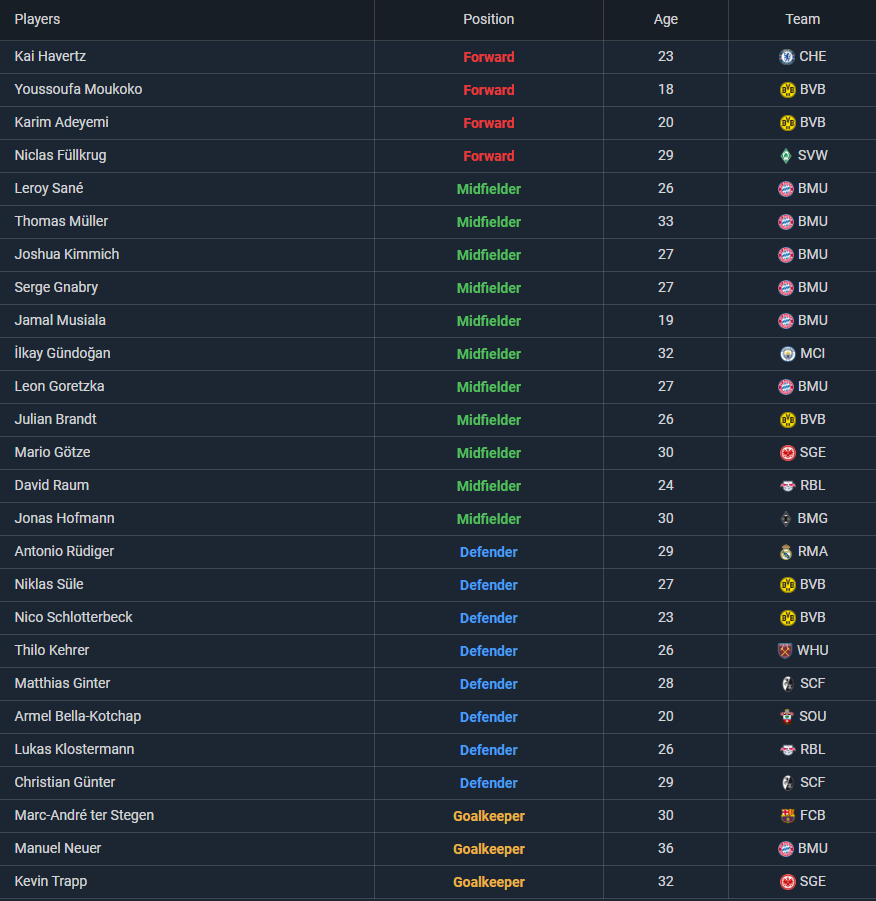 Players Position Age Team
Kai Havertz Forward 23 CHE
Youssoufa Moukoko Forward 18 BVB
Karim Adeyemi Forward 20 BVB
Niclas Füllkrug Forward 29 SVW
Leroy Sané Midfielder 26 BMU
Thomas Müller Midfielder 33 BMU
Joshua Kimmich Midfielder 27 BMU
Serge Gnabry Midfielder 27 BMU
Jamal Musiala Midfielder 19 BMU
İlkay Gündoğan Midfielder 32 MCI
Leon Goretzka Midfielder 27 BMU
Julian Brandt Midfielder 26 BVB
Mario Götze Midfielder 30 SGE
David Raum Midfielder 24 RBL
Jonas Hofmann Midfielder 30 BMG
Antonio Rüdiger Defender 29 RMA
Niklas Süle Defender 27 BVB
Nico Schlotterbeck Defender 23 BVB
Thilo Kehrer Defender 26 WHU
Matthias Ginter Defender 28 SCF
Armel Bella-Kotchap Defender 20 SOU
Lukas Klostermann Defender 26 RBL
Christian Günter Defender 29 SCF
Marc-André ter Stegen Goalkeeper 30 FCB
Manuel Neuer Goalkeeper 36 BMU
Kevin Trapp Goalkeeper 32 SGE